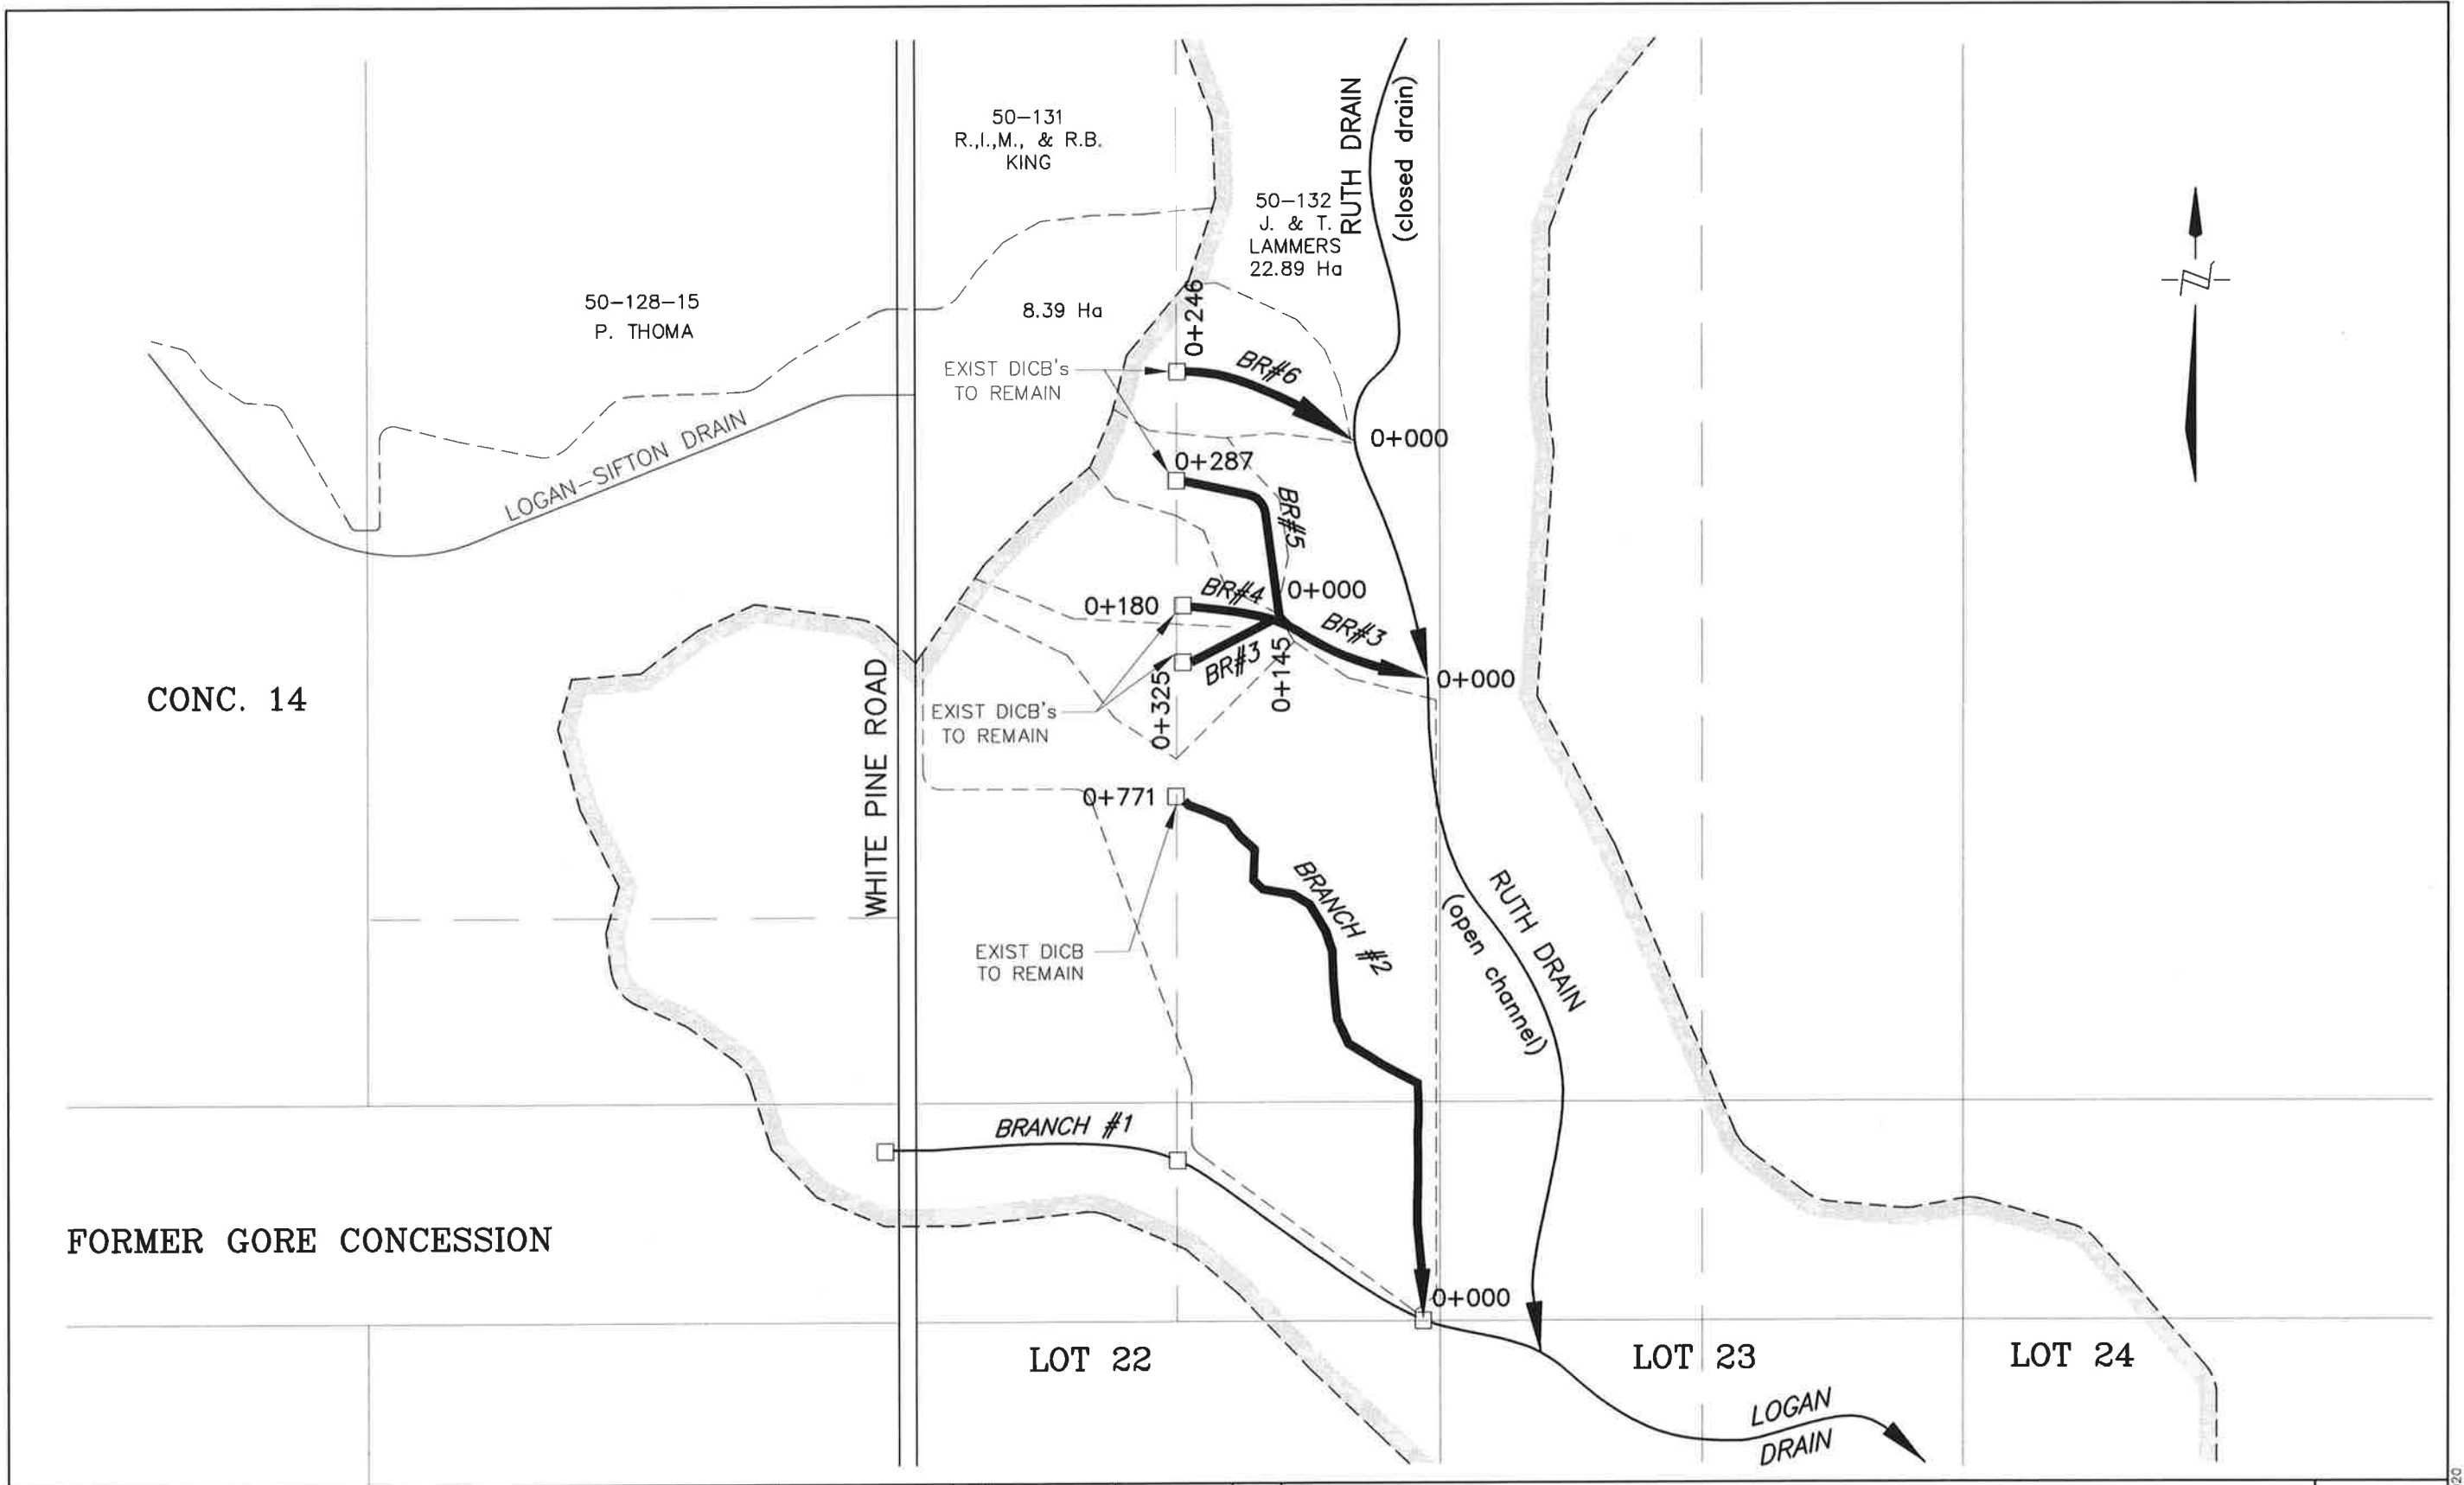 50-131
R.,I.,M., & R.B.
KING
RUTH DRAIN
(closed drain)
50-132
J. & T.
LAMMERS
22.89 Ha
50-128-15
P. THOMA
8.39 Ha
0+246
EXIST DICB's
TO REMAIN
BR#6
0+000
LOGAN-SIFTON DRAIN
0+287
BR#5
0+180
BR#4
0+000
BR#3
BR#3
0+145
0+325
0+000
CONC. 14
WHITE PINE ROAD
EXIST DICB's
TO REMAIN
0+771
BRANCH #2
RUTH DRAIN
(open channel)
EXIST DICB
TO REMAIN
BRANCH #1
FORMER GORE CONCESSION
0+000
LOT 22
LOT 23
LOT 24
LOGAN
DRAIN
N